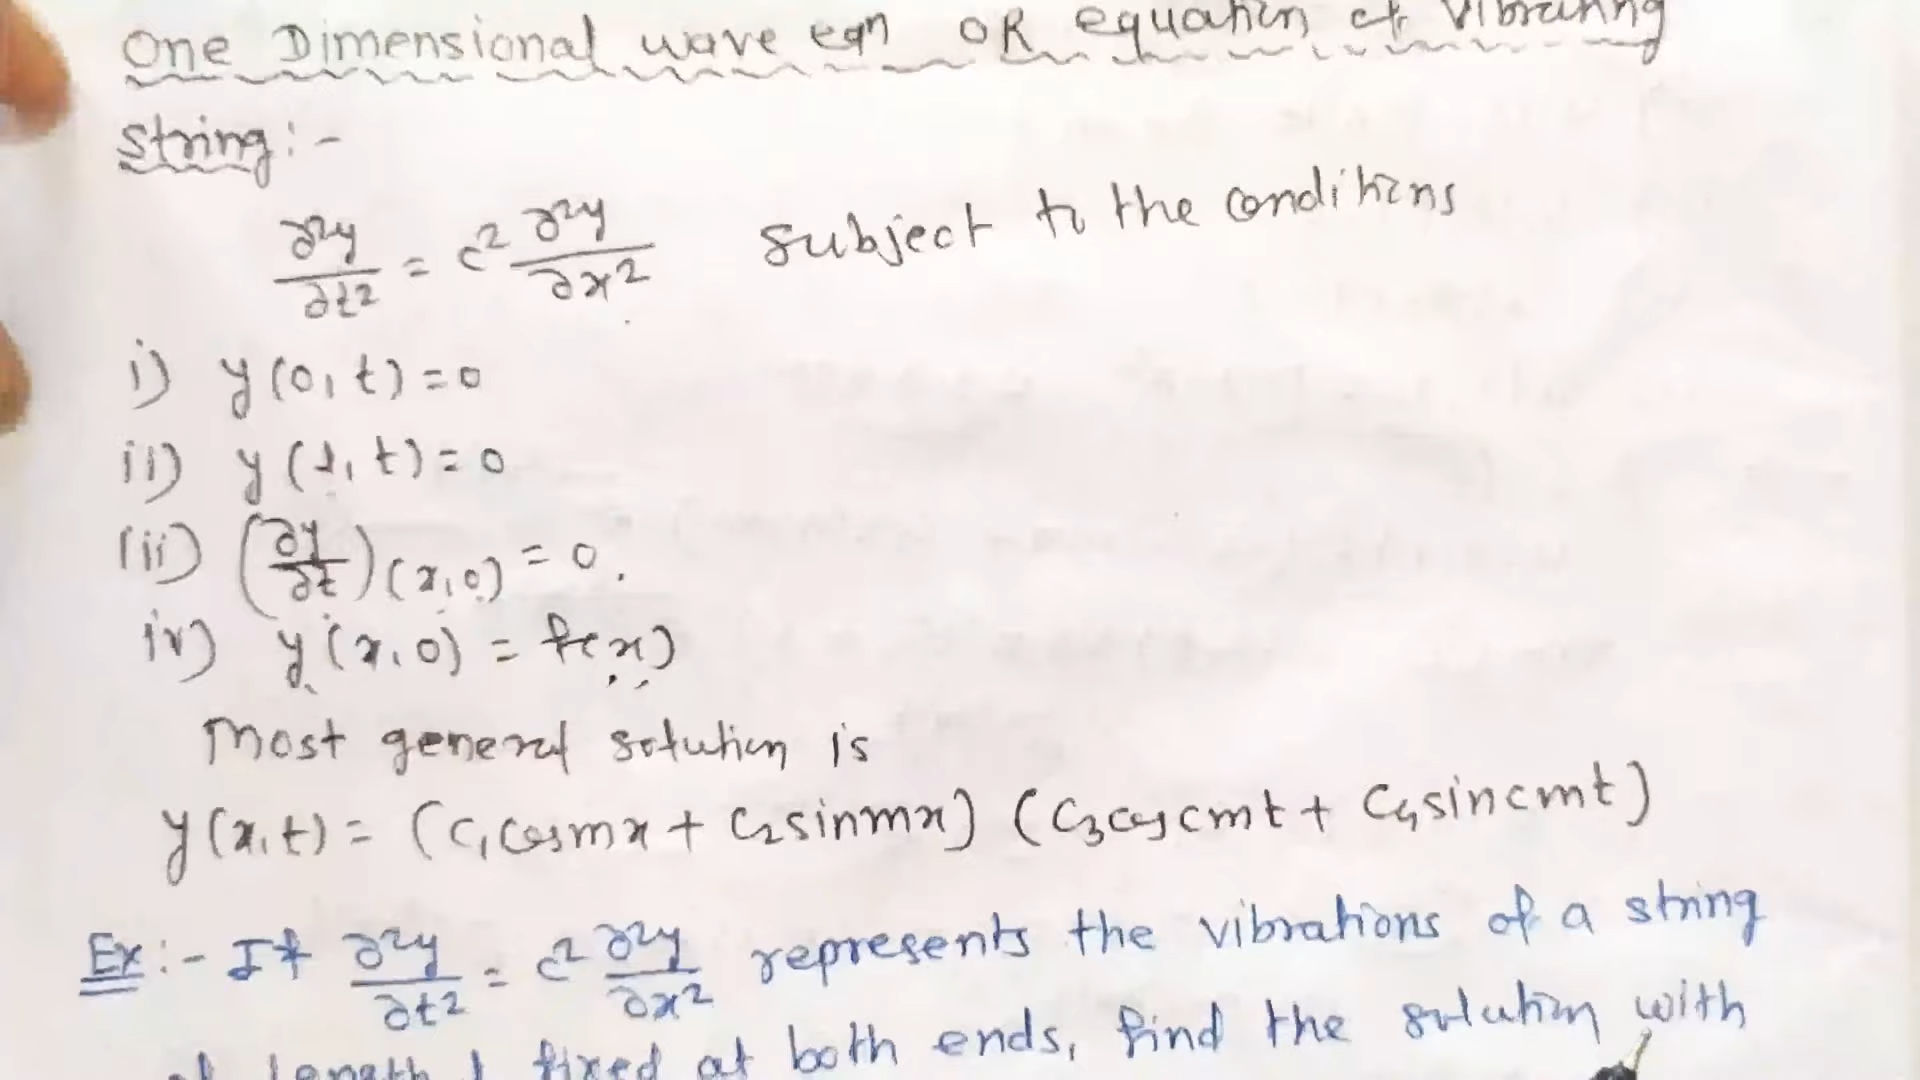 One Dimensional wave eqn OR equation of vibrating
string:-
∂²y/∂t² = c² ∂²y/∂x² subject to the conditions
i) y(0,t)=0
ii) y(l,t)=0
iii) (∂y/∂t)(x,0) = 0.
iv) y(x,0) = f(x)
Most general solution is
y(x,t) = (c₁cosmx + c₂sinmx) (c₃coscmt + c₄sincmt)
Ex:- If ∂²y/∂t² = c² ∂²y/∂x² represents the vibrations of a string
of length l fixed at both ends, find the solution with